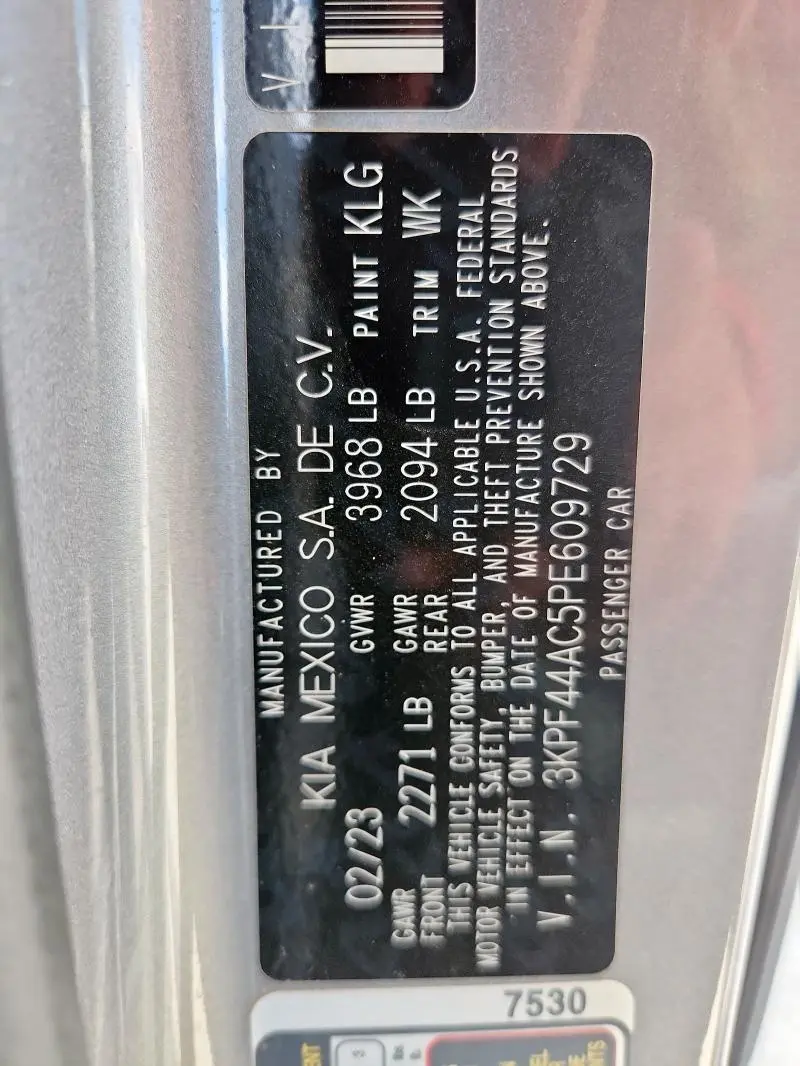 V I
MANUFACTURED BY
KIA MEXICO S.A. DE C.V.
02/23 GVWR 3968 LB PAINT KLG
GAWR FRONT 2271 LB GAWR REAR 2094 LB TRIM WK
THIS VEHICLE CONFORMS TO ALL APPLICABLE U.S.A. FEDERAL
MOTOR VEHICLE SAFETY, BUMPER, AND THEFT PREVENTION STANDARDS
IN EFFECT ON THE DATE OF MANUFACTURE SHOWN ABOVE.
V.I.N. 3KPF44AC5PE609729
PASSENGER CAR
7530